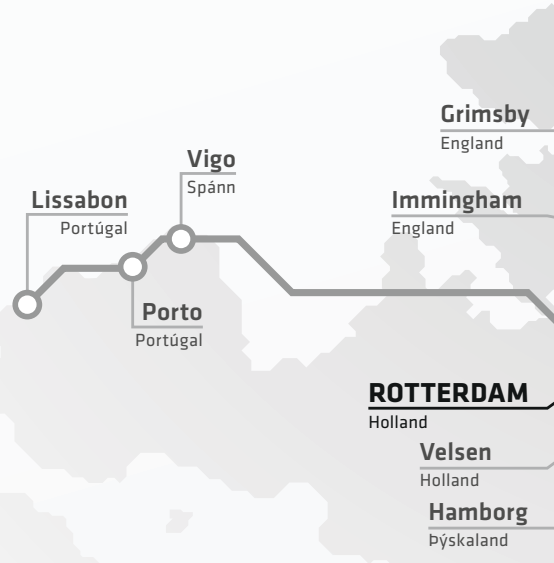 Grimsby
England
Vigo
Spánn
Lissabon
Portúgal
Immingham
England
Porto
Portúgal
ROTTERDAM
Holland
Velsen
Holland
Hamborg
Þýskaland